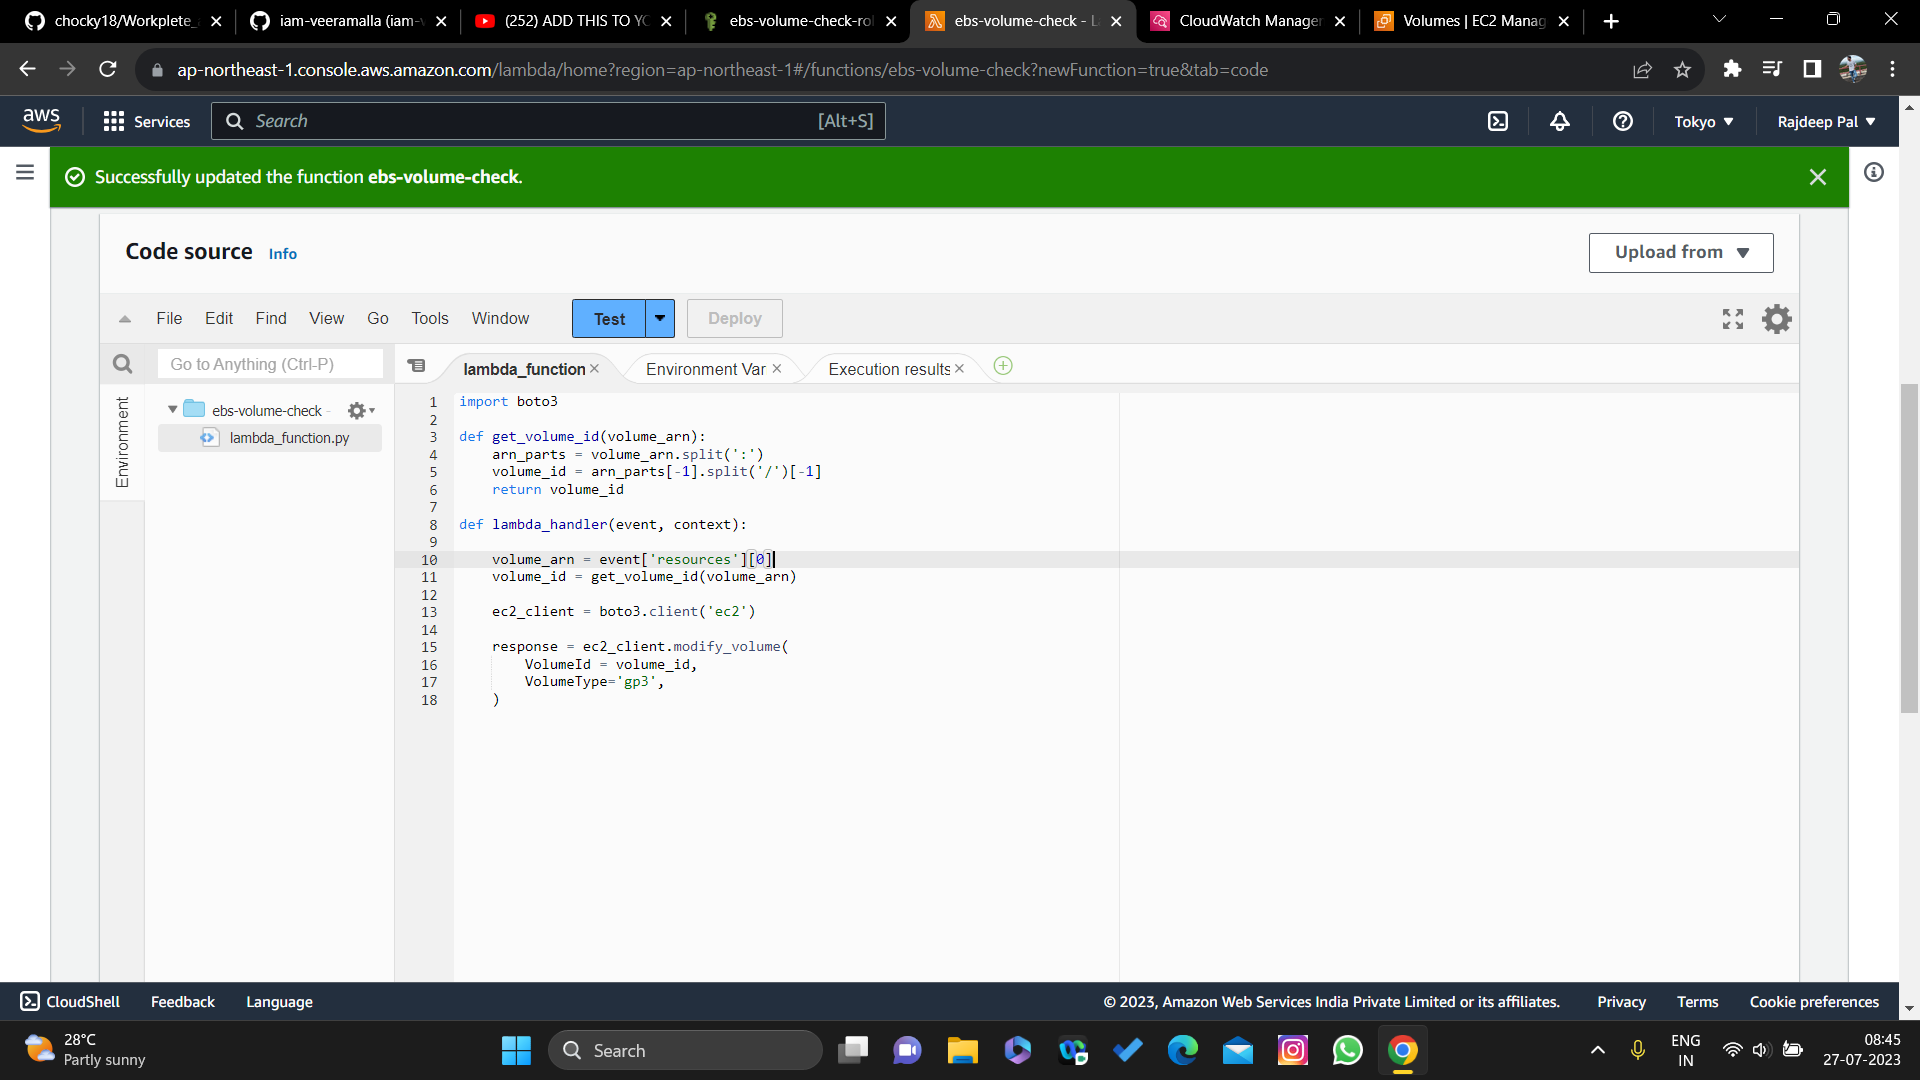 chocky18/Workplete_
iam-veeramalla (iam-v
(252) ADD THIS TO YO
ebs-volume-check-rol
ebs-volume-check - L
CloudWatch Manager
Volumes | EC2 Manag
ap-northeast-1.console.aws.amazon.com/lambda/home?region=ap-northeast-1#/functions/ebs-volume-check?newFunction=true&tab=code
aws
Services
Search
[Alt+S]
Tokyo
Rajdeep Pal
Successfully updated the function ebs-volume-check.
Code source Info
Upload from
File Edit Find View Go Tools Window
Test
Deploy
Go to Anything (Ctrl-P)
lambda_function
Environment Var
Execution results
Environment
ebs-volume-check -
lambda_function.py
1 import boto3
2
3 def get_volume_id(volume_arn):
4 arn_parts = volume_arn.split(':')
5 volume_id = arn_parts[-1].split('/')[-1]
6 return volume_id
7
8 def lambda_handler(event, context):
9
10 volume_arn = event['resources'][0]
11 volume_id = get_volume_id(volume_arn)
12
13 ec2_client = boto3.client('ec2')
14
15 response = ec2_client.modify_volume(
16 VolumeId = volume_id,
17 VolumeType='gp3',
18 )
CloudShell Feedback Language
© 2023, Amazon Web Services India Private Limited or its affiliates. Privacy Terms Cookie preferences
28°C
Partly sunny
Search
ENG
IN
08:45
27-07-2023